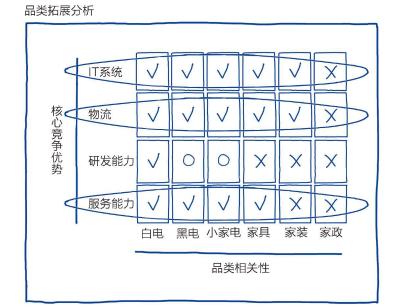 品类拓展分析
核心竞争优势
IT系统 ✓ ✓ ✓ ✓ ✓ ×
物流 ✓ ✓ ✓ ✓ ✓ ×
研发能力 ✓ ○ ○ × × ×
服务能力 ✓ ✓ ✓ ✓ × ×
白电 黑电 小家电 家具 家装 家政
品类相关性